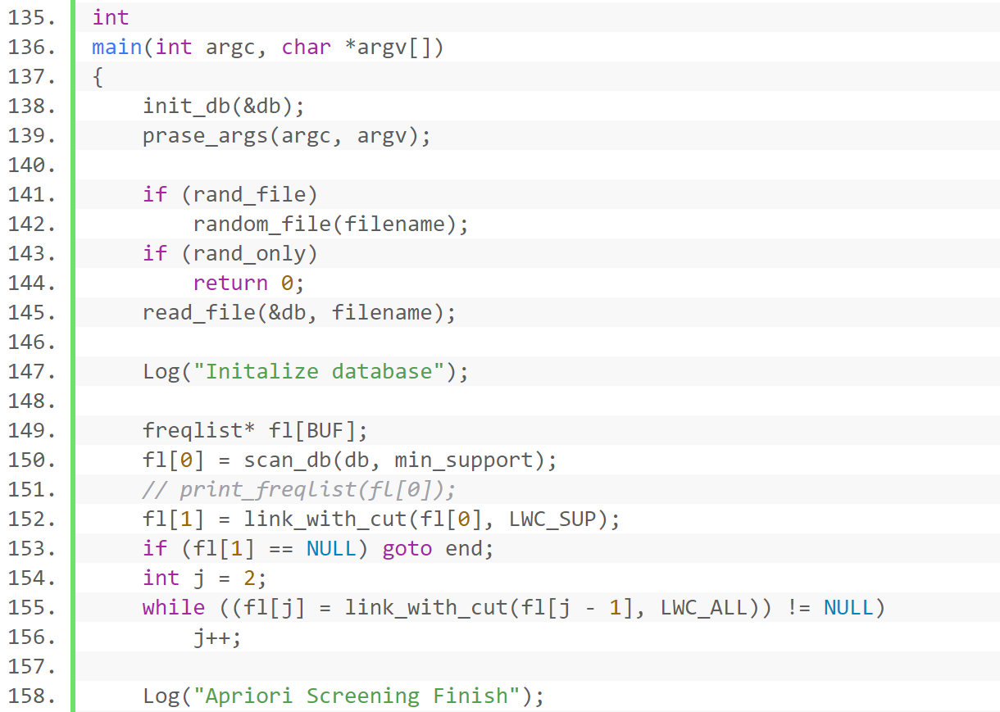 135. int
136. main(int argc, char *argv[])
137. {
138.     init_db(&db);
139.     prase_args(argc, argv);
140.
141.     if (rand_file)
142.         random_file(filename);
143.     if (rand_only)
144.         return 0;
145.     read_file(&db, filename);
146.
147.     Log("Initalize database");
148.
149.     freqlist* fl[BUF];
150.     fl[0] = scan_db(db, min_support);
151.     // print_freqlist(fl[0]);
152.     fl[1] = link_with_cut(fl[0], LWC_SUP);
153.     if (fl[1] == NULL) goto end;
154.     int j = 2;
155.     while ((fl[j] = link_with_cut(fl[j - 1], LWC_ALL)) != NULL)
156.         j++;
157.
158.     Log("Apriori Screening Finish");